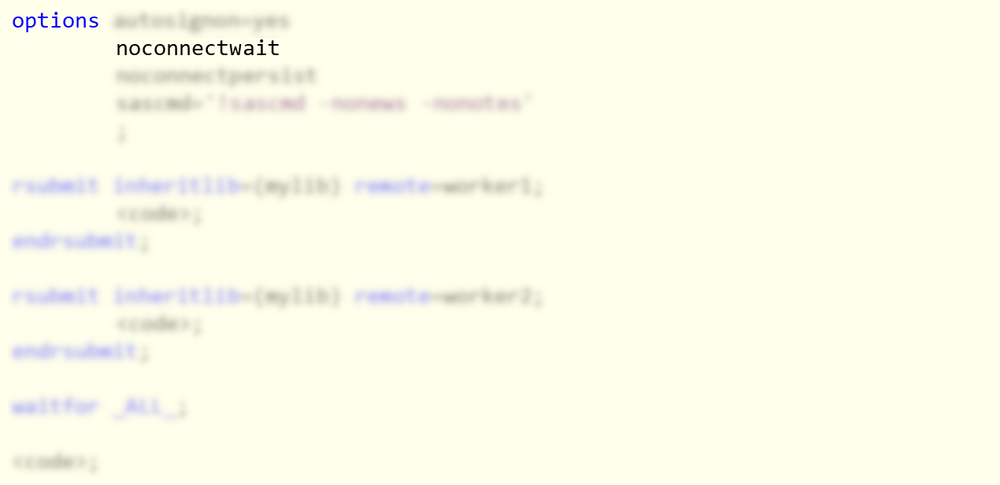 options autosignon=yes
noconnectwait
noconnectpersist
sascmd='!sascmd -nonews -nonotes'
;
rsubmit inheritlib=(mylib) remote=worker1;
<code>;
endrsubmit;
rsubmit inheritlib=(mylib) remote=worker2;
<code>;
endrsubmit;
waitfor _ALL_;
<code>;